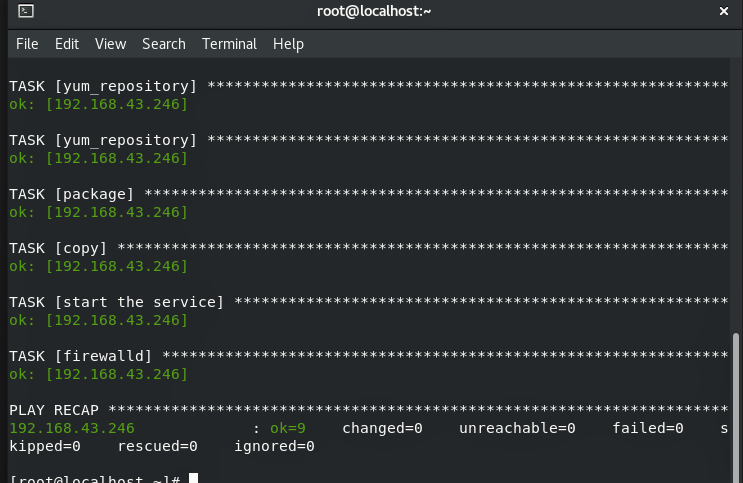 root@localhost:~
File Edit View Search Terminal Help
TASK [yum_repository] **********************************************************
ok: [192.168.43.246]
TASK [yum_repository] **********************************************************
ok: [192.168.43.246]
TASK [package] *****************************************************************
ok: [192.168.43.246]
TASK [copy] ********************************************************************
ok: [192.168.43.246]
TASK [start the service] *******************************************************
ok: [192.168.43.246]
TASK [firewalld] ***************************************************************
ok: [192.168.43.246]
PLAY RECAP *********************************************************************
192.168.43.246             : ok=9    changed=0    unreachable=0    failed=0    s
kipped=0    rescued=0    ignored=0
[root@localhost ~]#